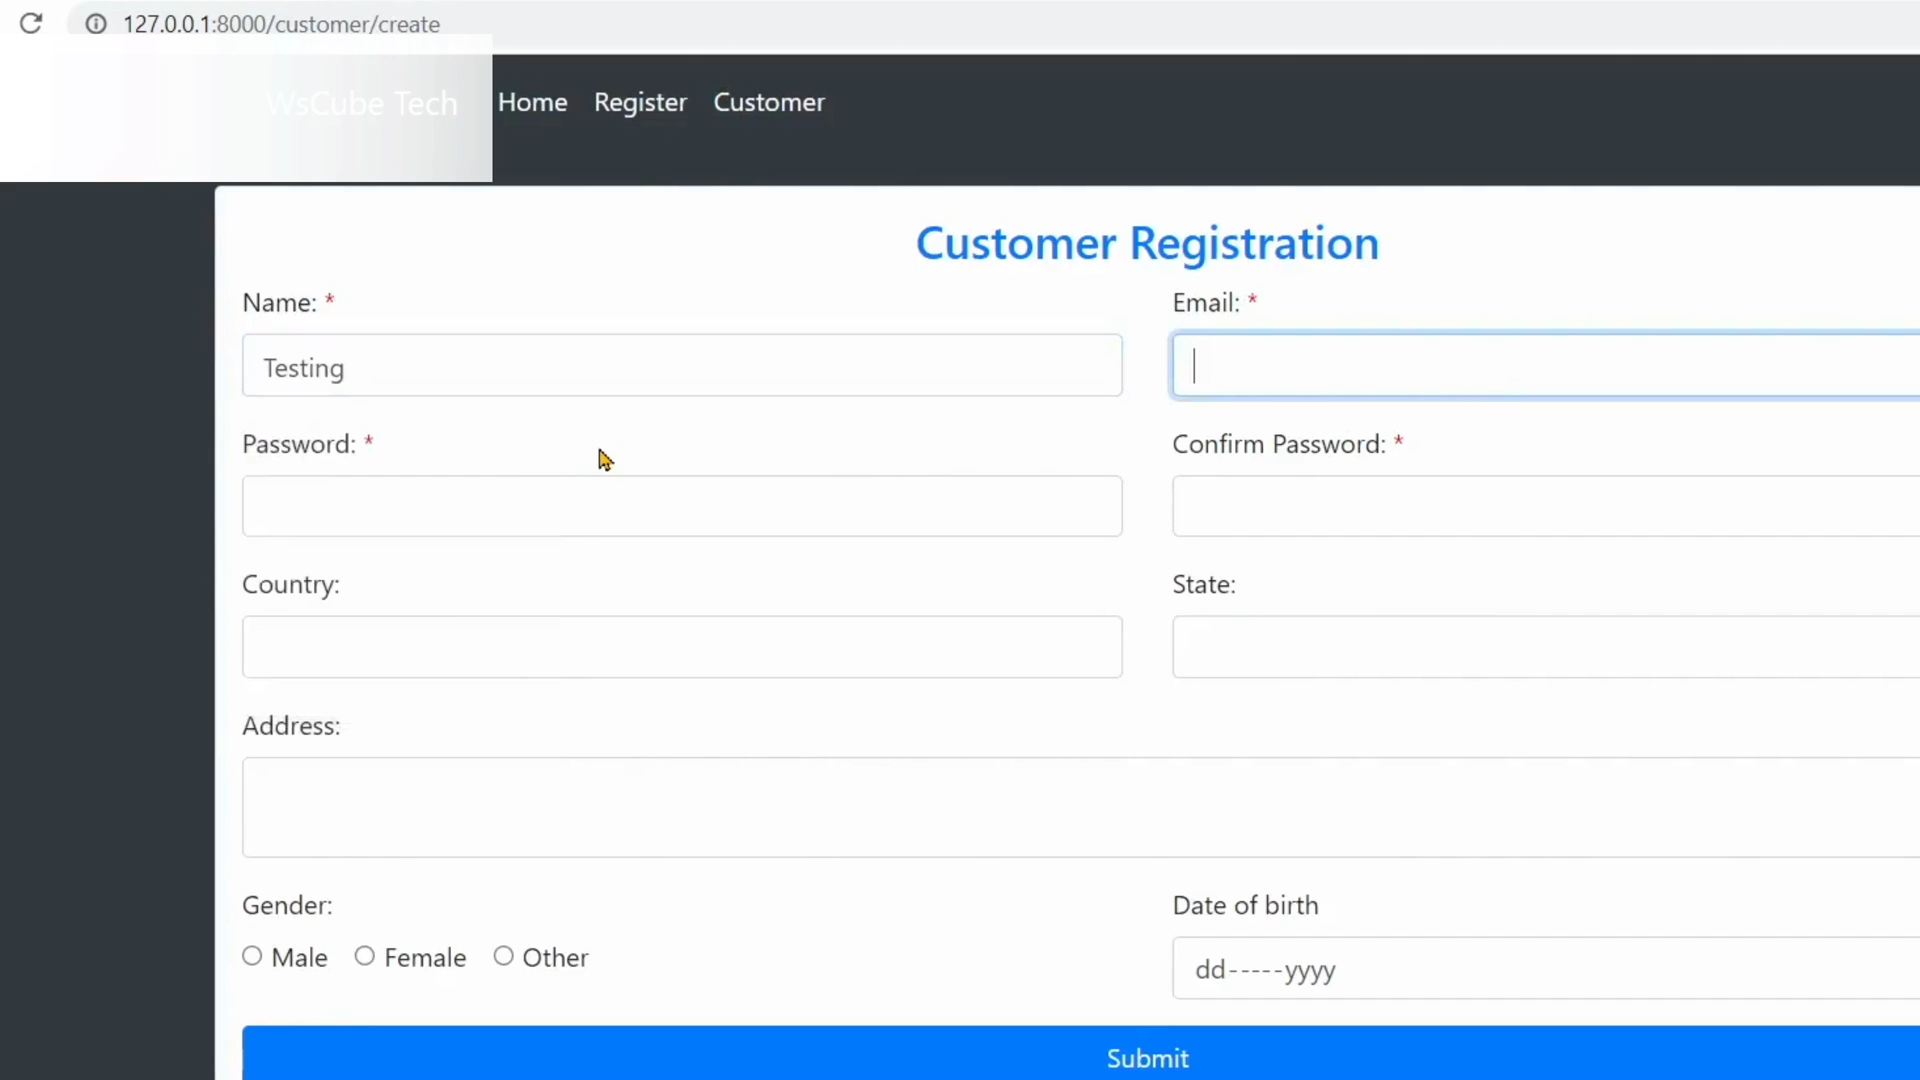 127.0.0.1:8000/customer/create
WsCube Tech Home Register Customer
Customer Registration
Name: * Email: *
Testing
Password: * Confirm Password: *
Country: State:
Address:
Gender: Date of birth
Male Female Other dd-----yyyy
Submit